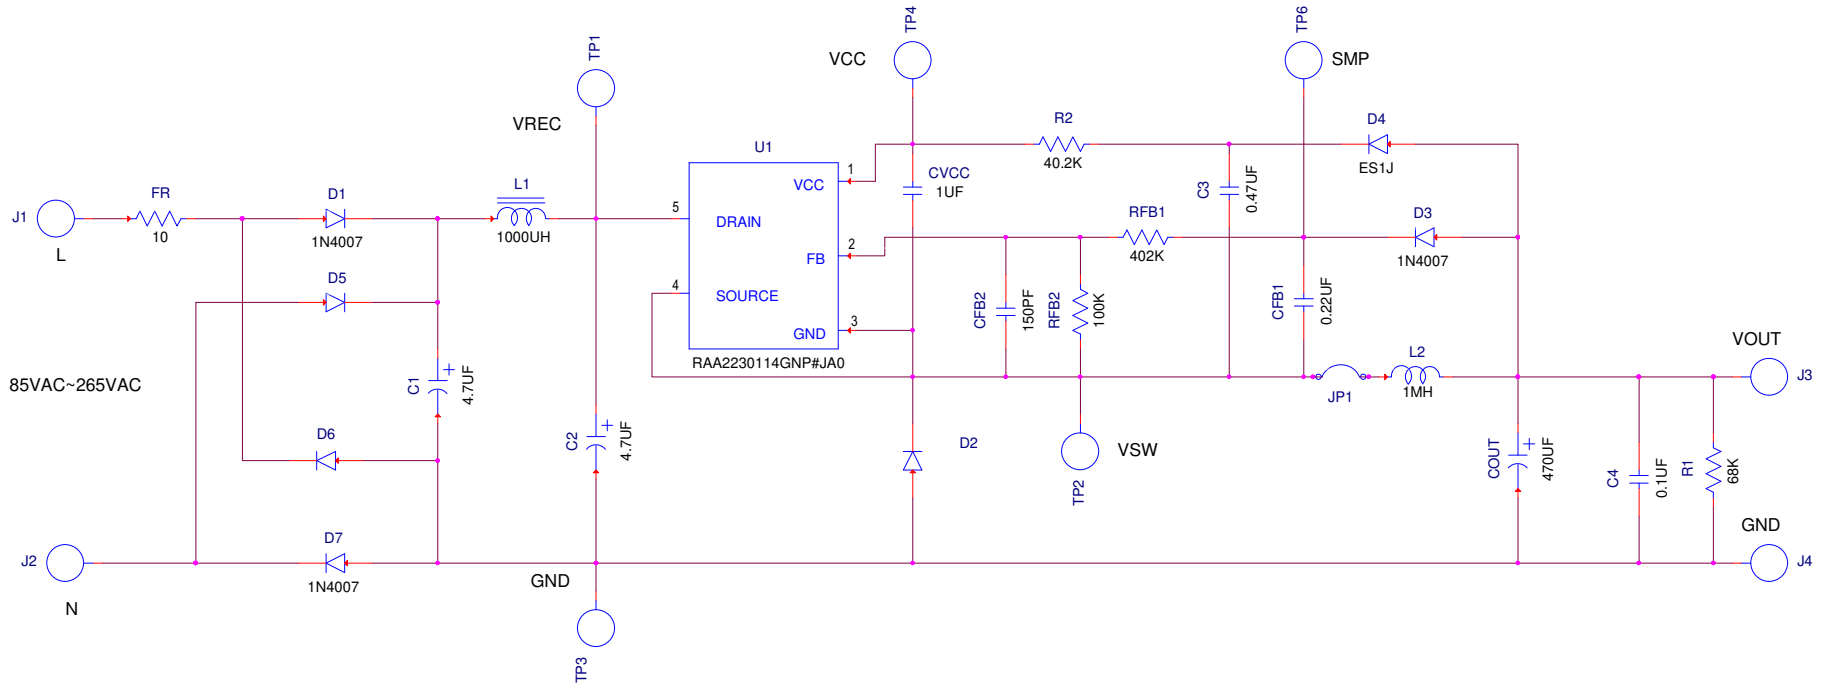 TP4
TP6
TP1
VCC
SMP
VREC
R2
40.2K
D4
ES1J
U1
1
VCC
CVCC
1UF
C3
0.47UF
J1
L
FR
10
D1
1N4007
L1
1000UH
5
DRAIN
2
FB
RFB1
402K
D3
1N4007
D5
4
SOURCE
3
GND
RAA2230114GNP#JA0
CFB2
150PF
RFB2
100K
CFB1
0.22UF
VOUT
J3
85VAC~265VAC
C1
4.7UF
JP1
L2
1MH
D6
C2
4.7UF
D2
VSW
TP2
COUT
470UF
C4
0.1UF
R1
68K
GND
J4
J2
N
D7
1N4007
GND
TP3